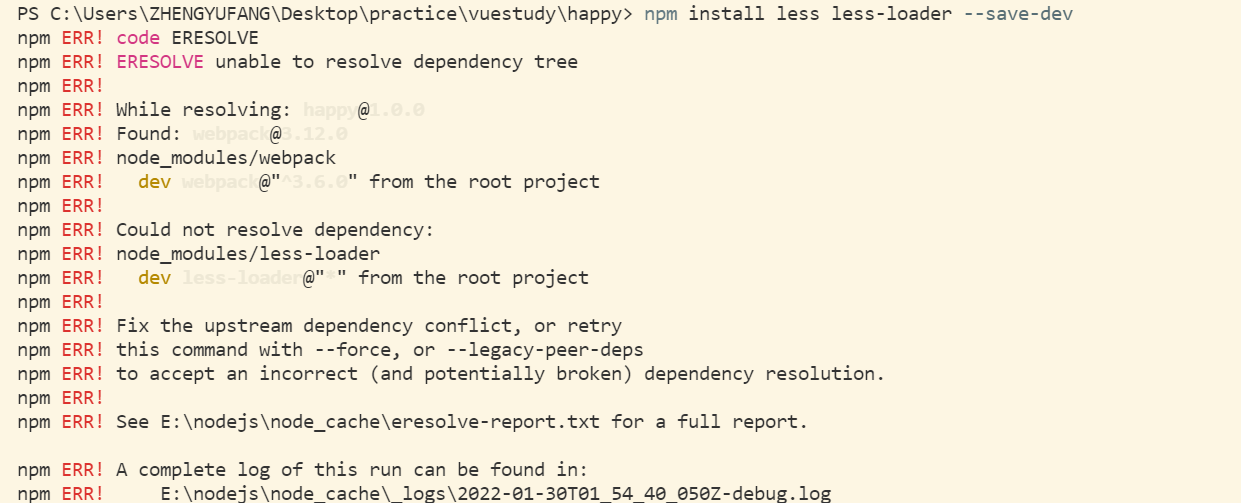 PS C:\Users\ZHENGYUFANG\Desktop\practice\vuestudy\happy> npm install less less-loader --save-dev
npm ERR! code ERESOLVE
npm ERR! ERESOLVE unable to resolve dependency tree
npm ERR!
npm ERR! While resolving: happy@1.0.0
npm ERR! Found: webpack@3.12.0
npm ERR! node_modules/webpack
npm ERR!   dev webpack@"^3.6.0" from the root project
npm ERR!
npm ERR! Could not resolve dependency:
npm ERR! node_modules/less-loader
npm ERR!   dev less-loader@"*" from the root project
npm ERR!
npm ERR! Fix the upstream dependency conflict, or retry
npm ERR! this command with --force, or --legacy-peer-deps
npm ERR! to accept an incorrect (and potentially broken) dependency resolution.
npm ERR!
npm ERR! See E:\nodejs\node_cache\eresolve-report.txt for a full report.
npm ERR! A complete log of this run can be found in:
npm ERR!     E:\nodejs\node_cache\_logs\2022-01-30T01_54_40_050Z-debug.log